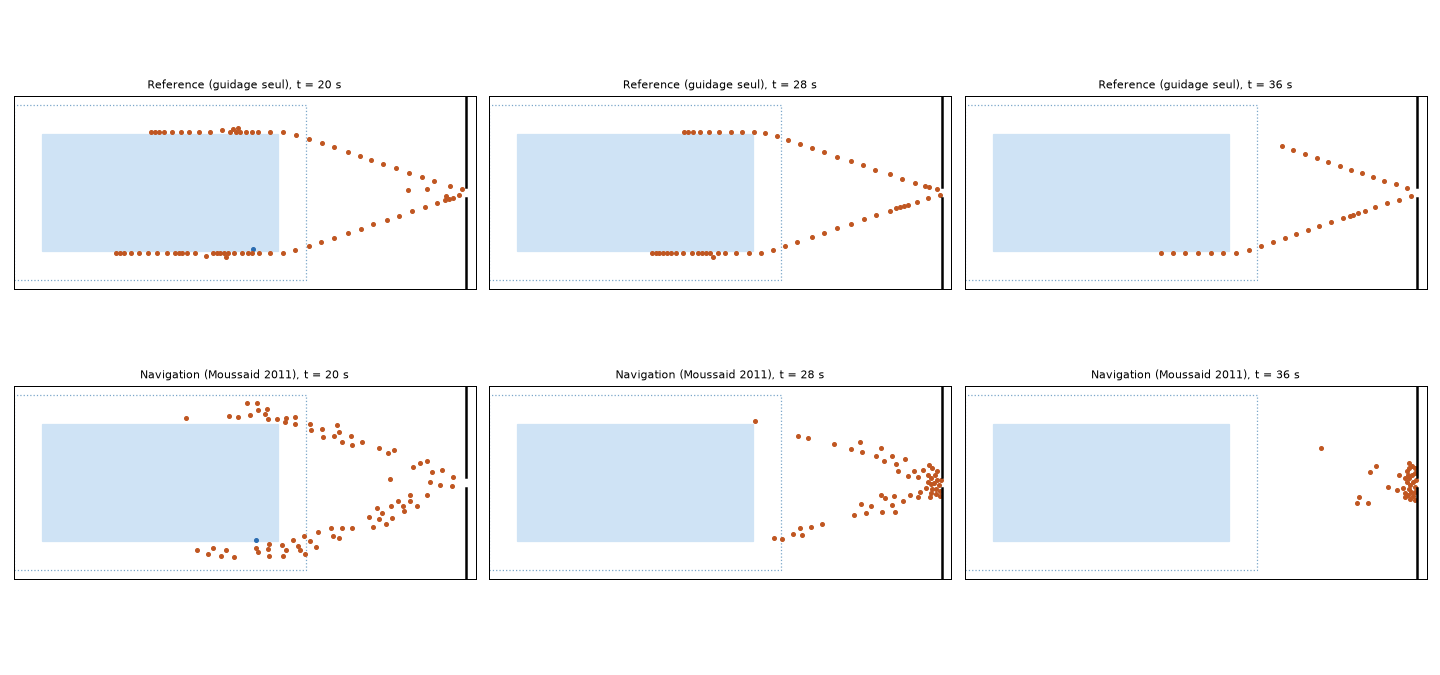 Reference (guidage seul), t = 20 s
Reference (guidage seul), t = 28 s
Reference (guidage seul), t = 36 s
Navigation (Moussaid 2011), t = 20 s
Navigation (Moussaid 2011), t = 28 s
Navigation (Moussaid 2011), t = 36 s